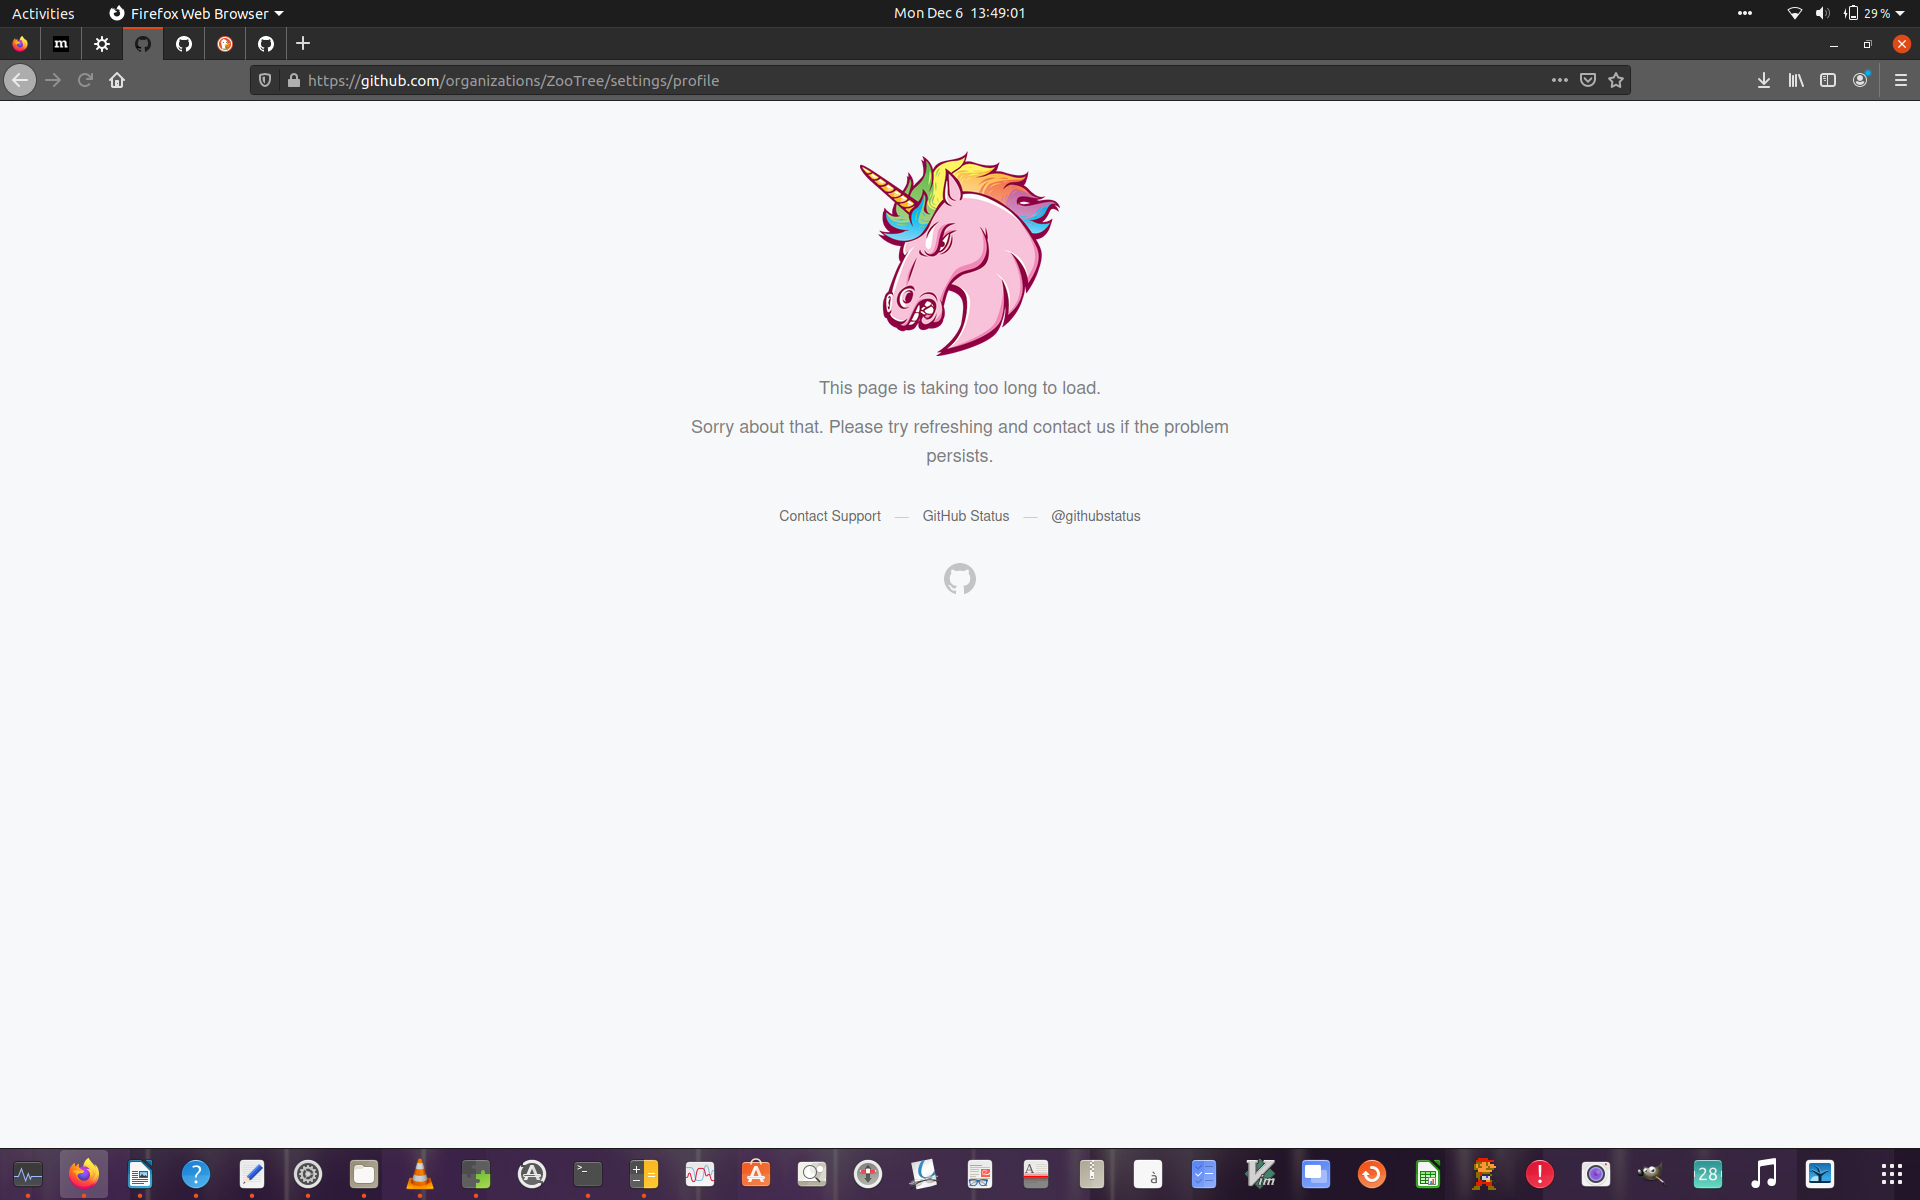 Activities
Firefox Web Browser
Mon Dec 6 13:49:01
29 %
m
https://github.com/organizations/ZooTree/settings/profile
This page is taking too long to load.
Sorry about that. Please try refreshing and contact us if the problem
persists.
Contact Support — GitHub Status — @githubstatus
?
>_
A
à
Vim
!
28